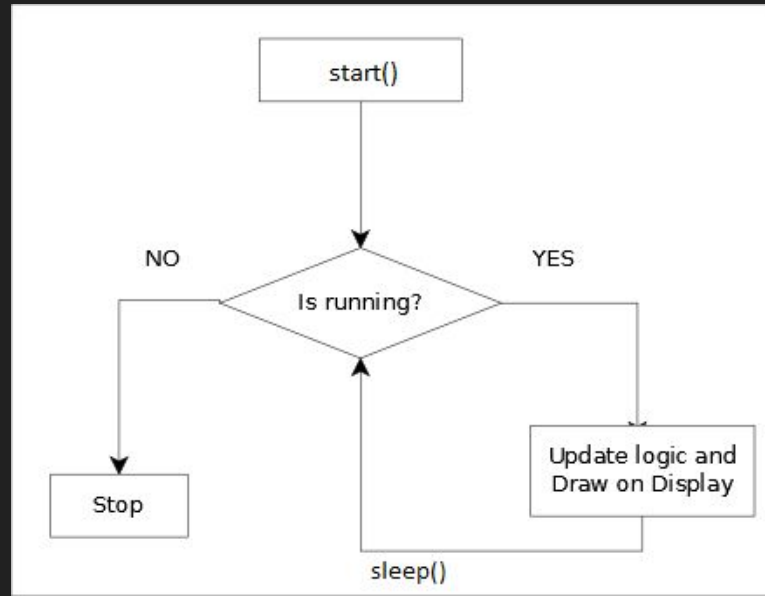 start()
NO
YES
Is running?
Update logic and
Draw on Display
Stop
sleep()